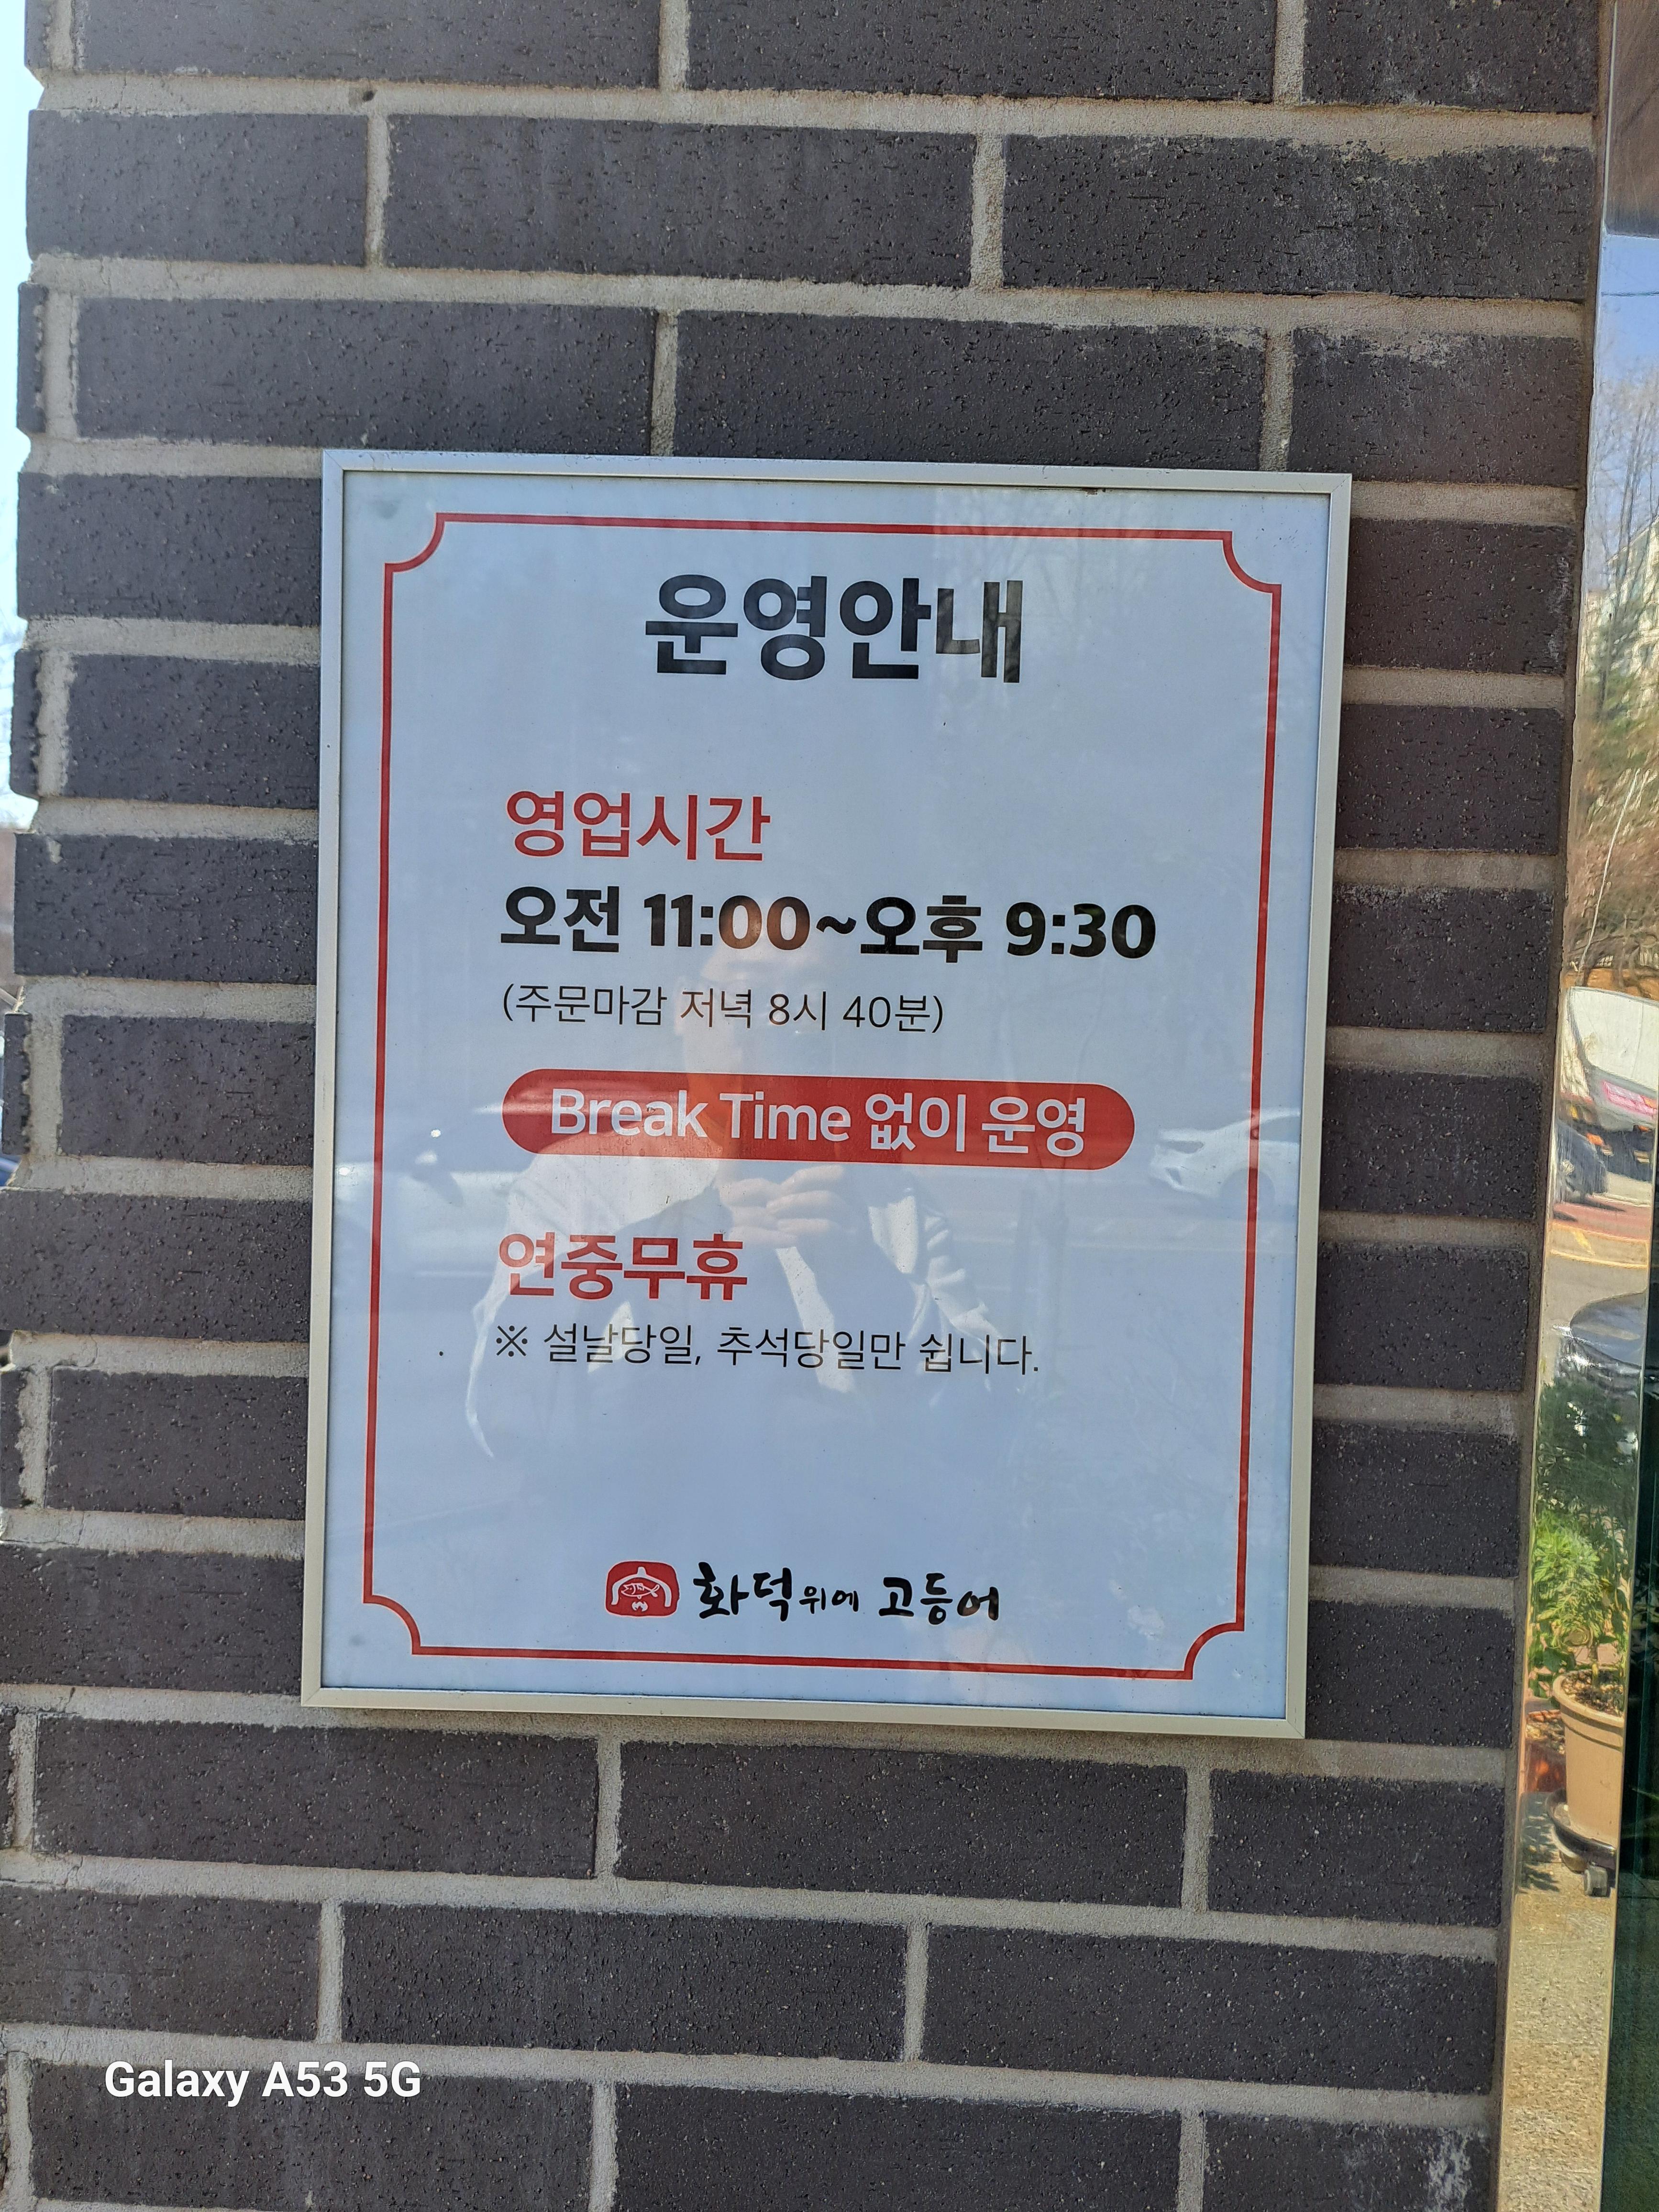 운영안내
영업시간
오전 11:00~오후 9:30
(주문마감 저녁 8시 40분)
Break Time 없이 운영
연중무휴
※ 설날당일, 추석당일만 쉽니다.
화덕위에 고등어
Galaxy A53 5G